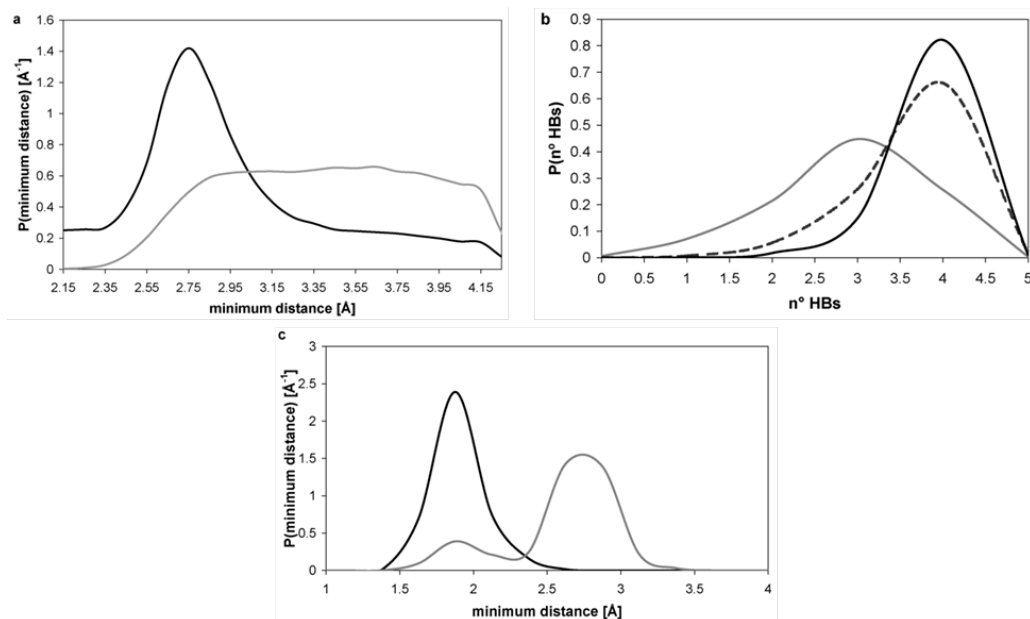 a
1.6
1.4
1.2
1
0.8
0.6
0.4
0.2
0
P(minimum distance) [Å⁻¹]
2.15 2.35 2.55 2.75 2.95 3.15 3.35 3.55 3.75 3.95 4.15
minimum distance [Å]
b
0.9
0.8
0.7
0.6
0.5
0.4
0.3
0.2
0.1
0
P(nº HBs)
0 0.5 1 1.5 2 2.5 3 3.5 4 4.5 5
n° HBs
c
3
2.5
2
1.5
1
0.5
0
P(minimum distance) [Å⁻¹]
1 1.5 2 2.5 3 3.5 4
minimum distance [Å]